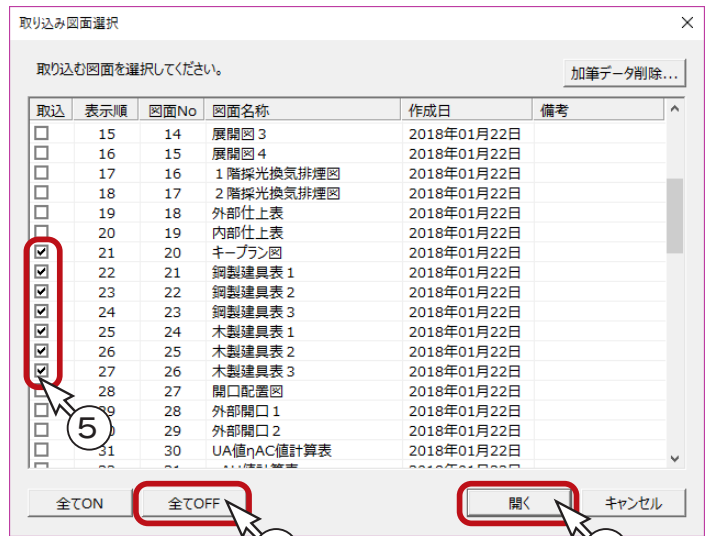 取り込み図面選択
取り込む図面を選択してください。
加筆データ削除...
取込 表示順 図面No 図面名称 作成日 備考
15 14 展開図３ 2018年01月22日
16 15 展開図４ 2018年01月22日
17 16 １階採光換気排煙図 2018年01月22日
18 17 ２階採光換気排煙図 2018年01月22日
19 18 外部仕上表 2018年01月22日
20 19 内部仕上表 2018年01月22日
21 20 キープラン図 2018年01月22日
22 21 鋼製建具表１ 2018年01月22日
23 22 鋼製建具表２ 2018年01月22日
24 23 鋼製建具表３ 2018年01月22日
25 24 木製建具表１ 2018年01月22日
26 25 木製建具表２ 2018年01月22日
27 26 木製建具表３ 2018年01月22日
28 27 開口配置図 2018年01月22日
28 外部開口１ 2018年01月22日
29 外部開口２ 2018年01月22日
31 30 UA値ηAC値計算表 2018年01月22日
5
全てON 全てOFF 開く キャンセル